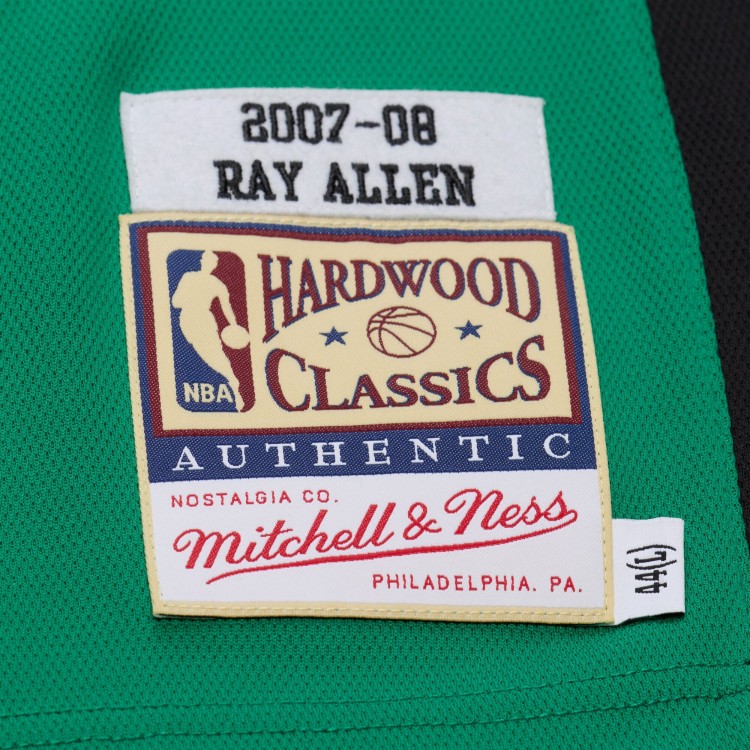 2007-08
RAY ALLEN
HARDWOOD
CLASSICS
NBA
AUTHENTIC
NOSTALGIA CO.
Mitchell & Ness
PHILADELPHIA. PA.
44(L)